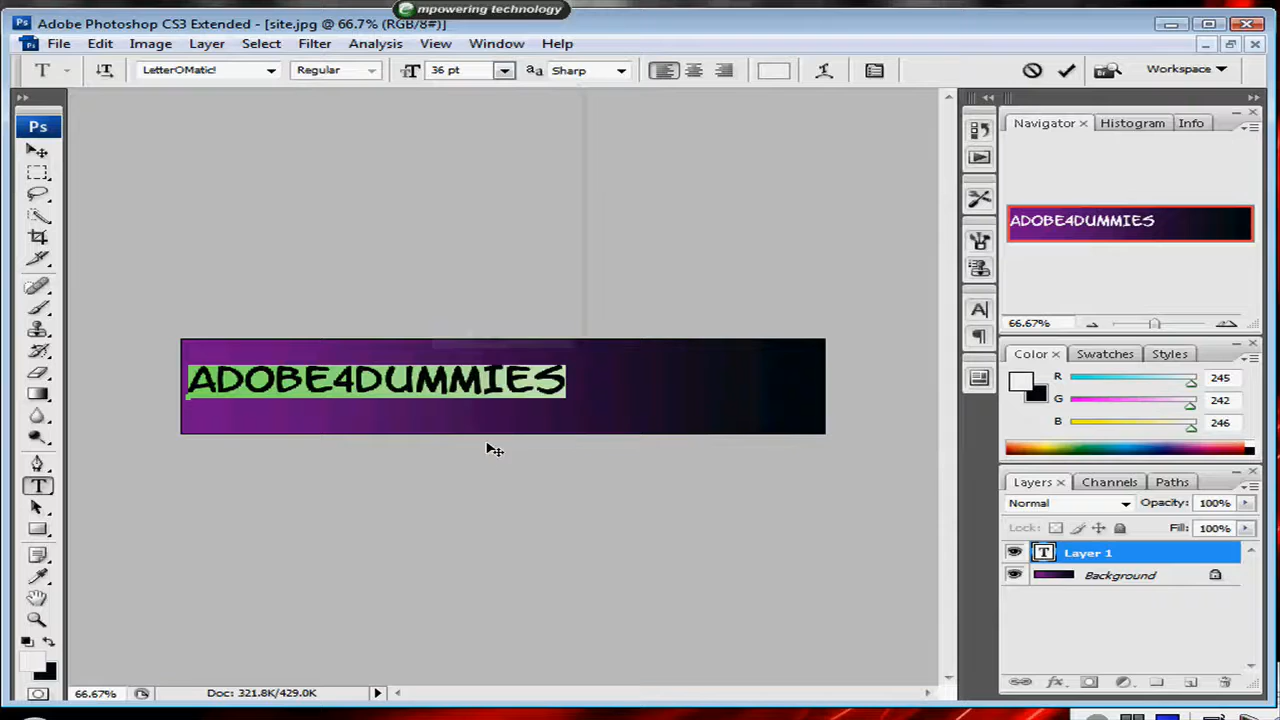 empowering technology
Adobe Photoshop CS3 Extended - [site.jpg @ 66.7% (RGB/8#)]
File Edit Image Layer Select Filter Analysis View Window Help
LetterOMatic! Regular 36 pt Sharp Workspace
Ps
Navigator Histogram Info
ADOBE4DUMMIES
66.67%
ADOBE4DUMMIES
Color Swatches Styles
R 245
G 242
B 246
Layers Channels Paths
Normal Opacity: 100%
Lock: Fill: 100%
T Layer 1
Background
66.67% Doc: 321.8K/429.0K